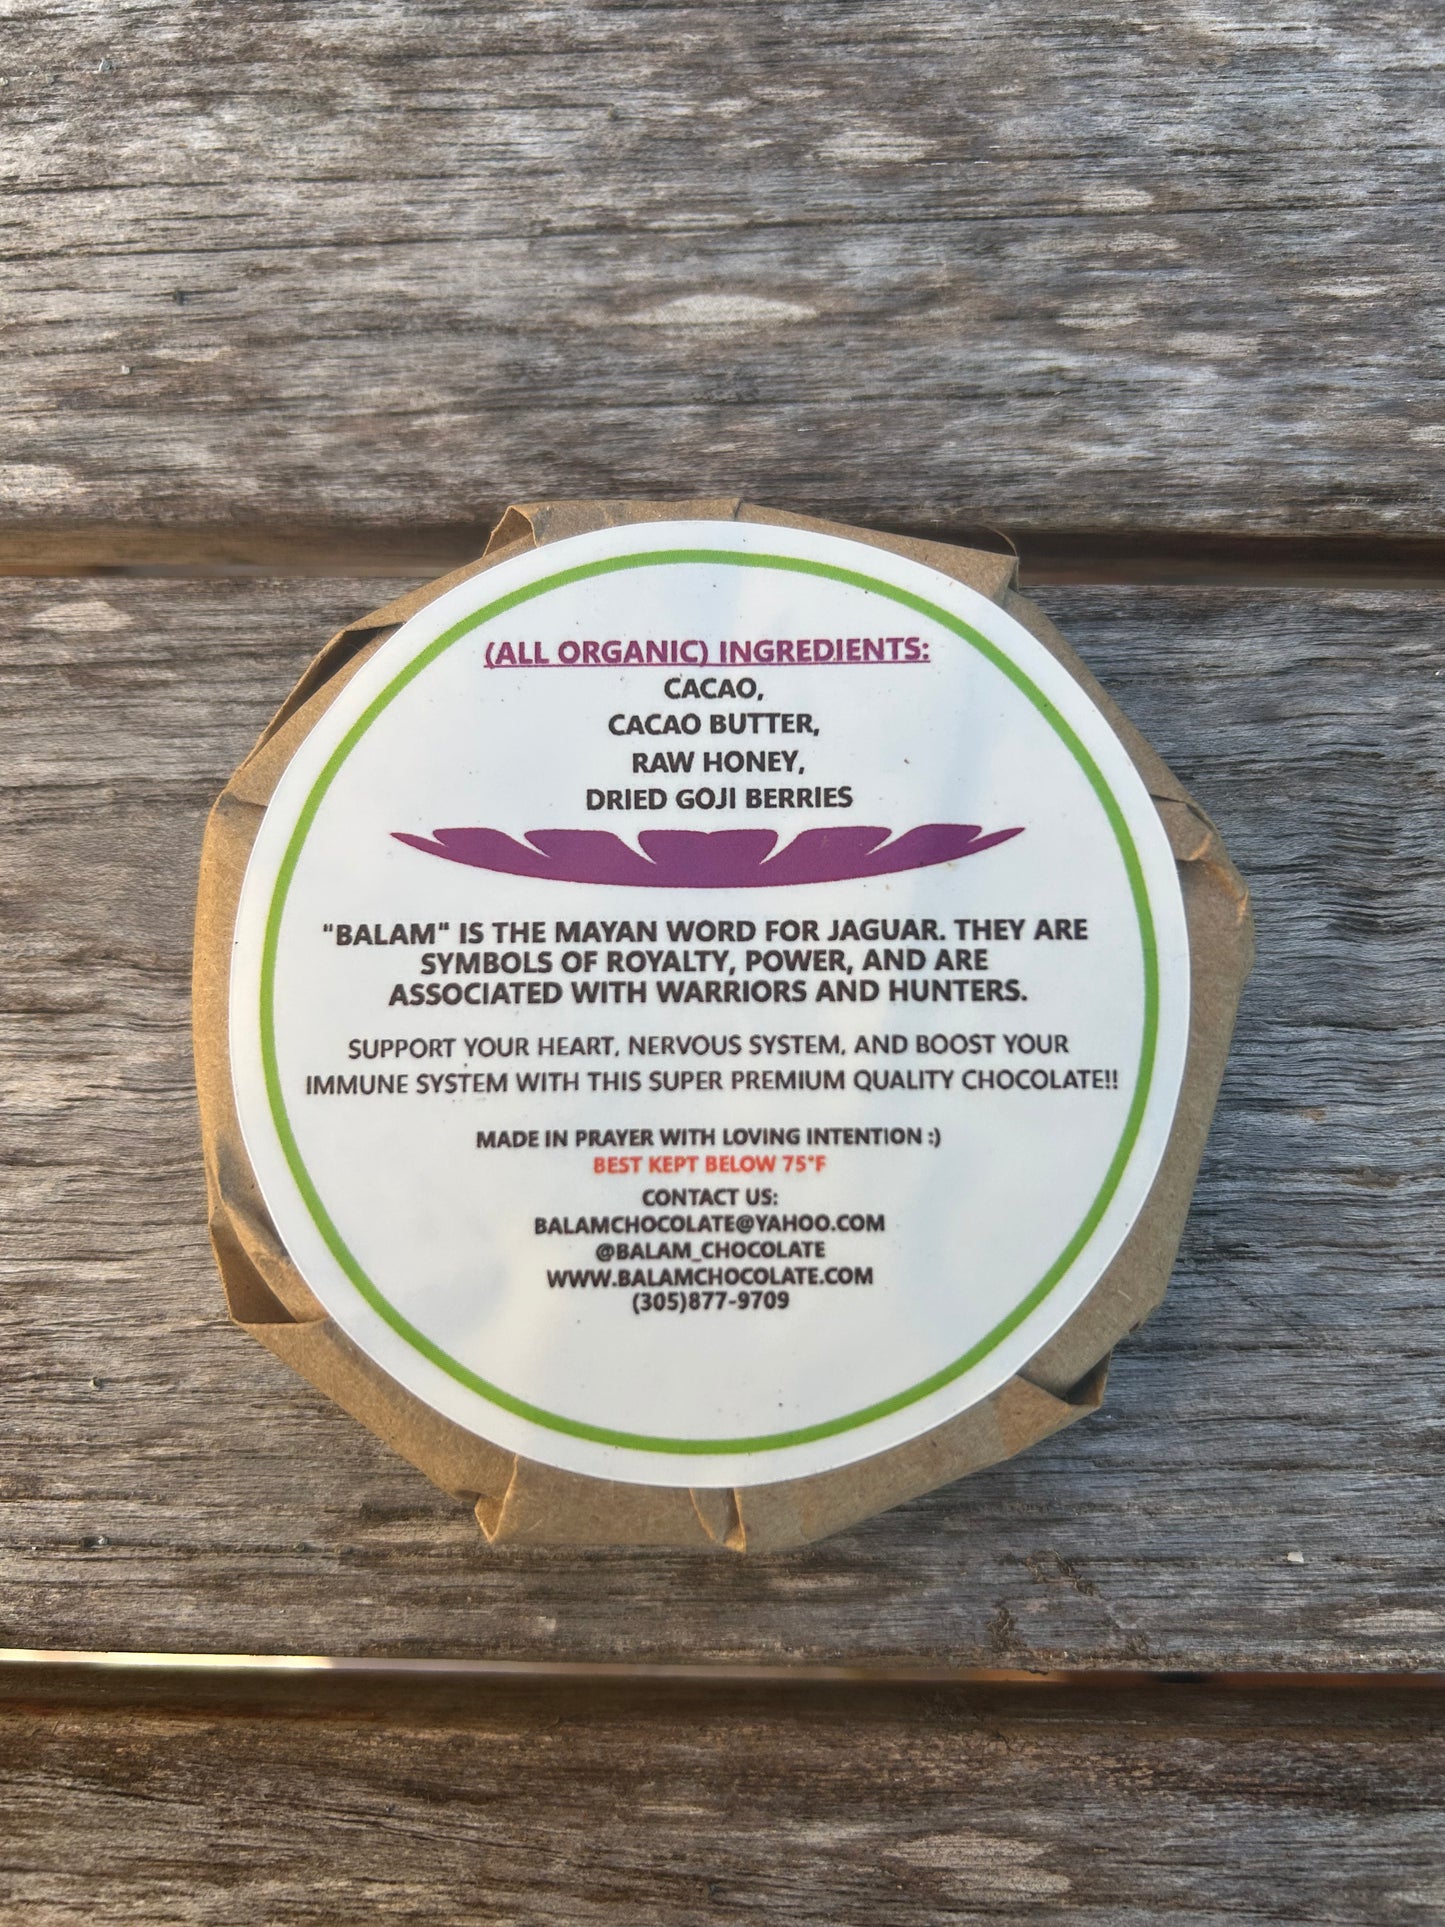 (ALL ORGANIC) INGREDIENTS:
CACAO,
CACAO BUTTER,
RAW HONEY,
DRIED GOJI BERRIES
"BALAM" IS THE MAYAN WORD FOR JAGUAR. THEY ARE
SYMBOLS OF ROYALTY, POWER, AND ARE
ASSOCIATED WITH WARRIORS AND HUNTERS.
SUPPORT YOUR HEART, NERVOUS SYSTEM, AND BOOST YOUR
IMMUNE SYSTEM WITH THIS SUPER PREMIUM QUALITY CHOCOLATE!!
MADE IN PRAYER WITH LOVING INTENTION :)
BEST KEPT BELOW 75°F
CONTACT US:
BALAMCHOCOLATE@YAHOO.COM
@BALAM_CHOCOLATE
WWW.BALAMCHOCOLATE.COM
(305)877-9709